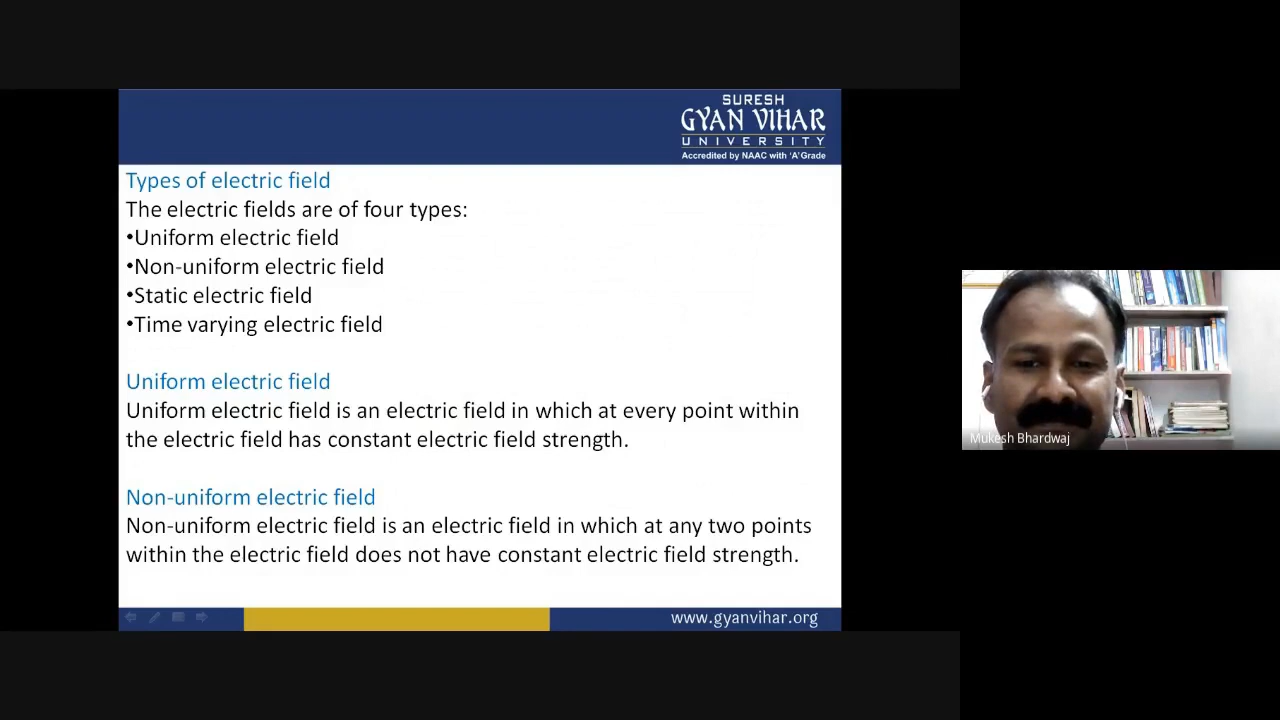 SURESH
GYAN VIHAR
UNIVERSITY
Accredited by NAAC with 'A' Grade
Types of electric field
The electric fields are of four types:
•Uniform electric field
•Non-uniform electric field
•Static electric field
•Time varying electric field
Uniform electric field
Uniform electric field is an electric field in which at every point within
the electric field has constant electric field strength.
Non-uniform electric field
Non-uniform electric field is an electric field in which at any two points
within the electric field does not have constant electric field strength.
www.gyanvihar.org
Mukesh Bhardwaj